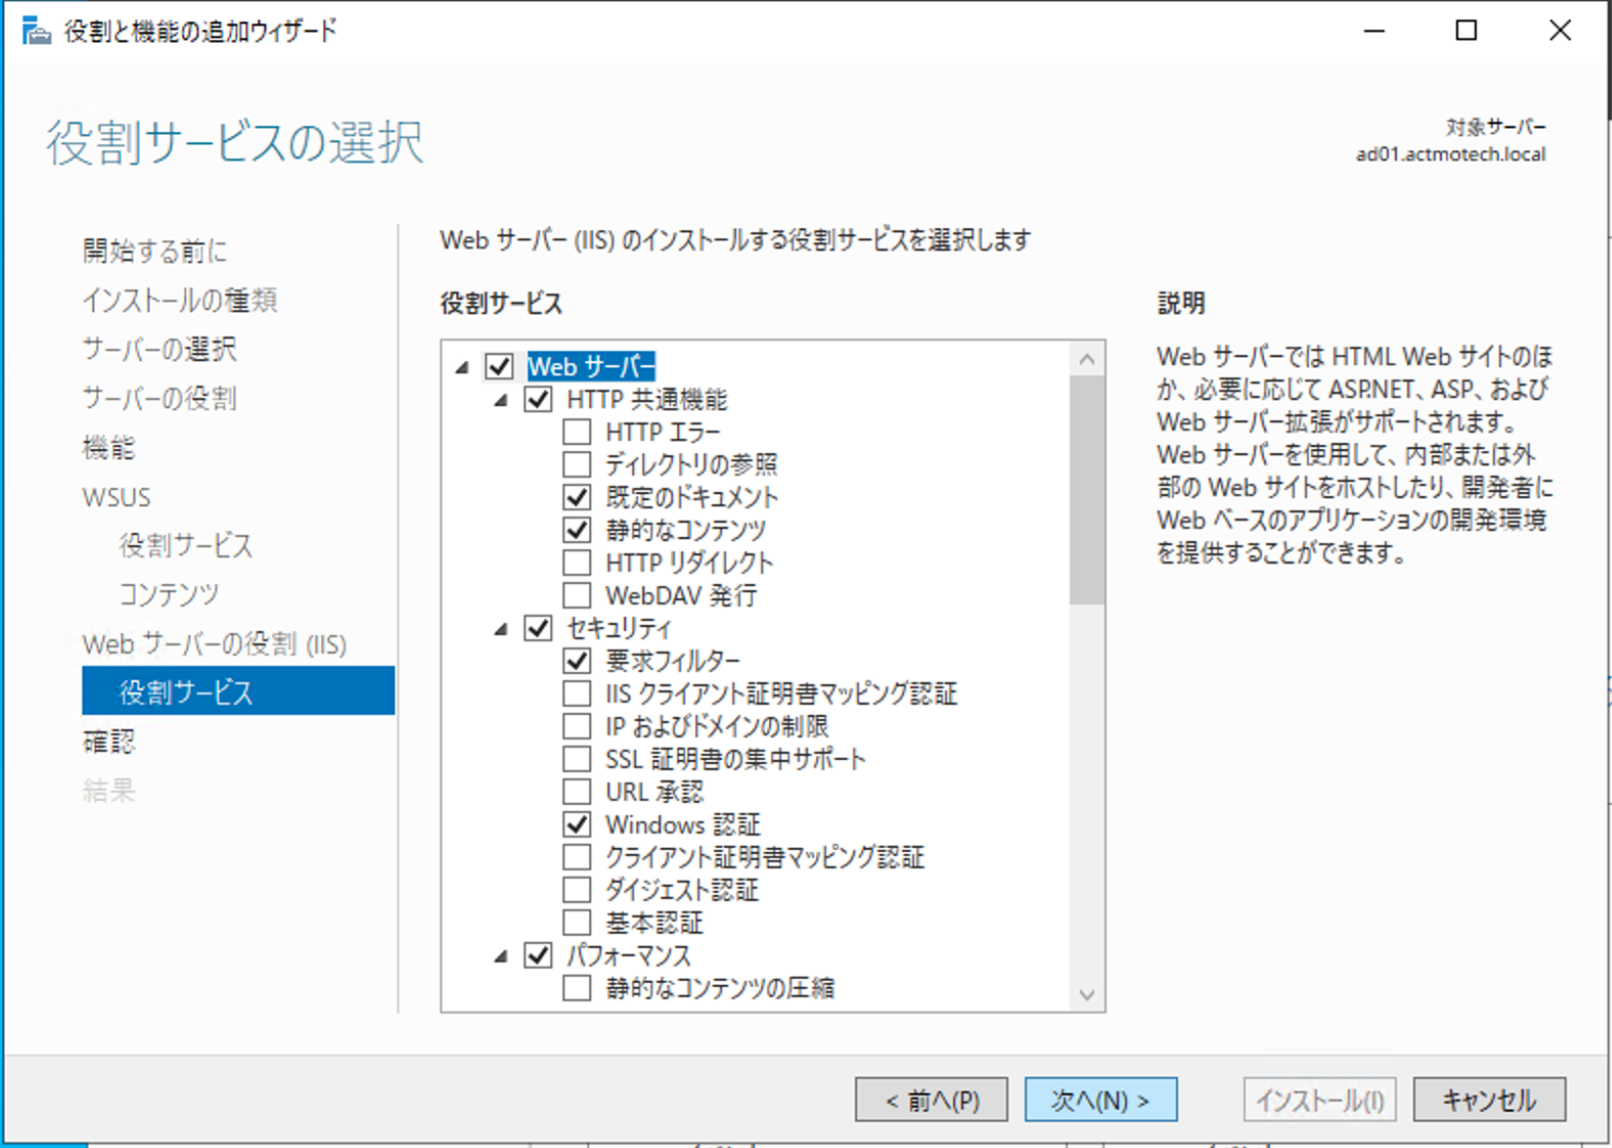 役割と機能の追加ウィザード
役割サービスの選択
対象サーバー
ad01.actmotech.local
開始する前に
インストールの種類
サーバーの選択
サーバーの役割
機能
WSUS
役割サービス
コンテンツ
Web サーバーの役割 (IIS)
役割サービス
確認
結果
Web サーバー (IIS) のインストールする役割サービスを選択します
役割サービス
Web サーバー
HTTP 共通機能
HTTP エラー
ディレクトリの参照
既定のドキュメント
静的なコンテンツ
HTTP リダイレクト
WebDAV 発行
セキュリティ
要求フィルター
IIS クライアント証明書マッピング認証
IP およびドメインの制限
SSL 証明書の集中サポート
URL 承認
Windows 認証
クライアント証明書マッピング認証
ダイジェスト認証
基本認証
パフォーマンス
静的なコンテンツの圧縮
説明
Web サーバーでは HTML Web サイトのほ
か、必要に応じて ASP.NET、ASP、および
Web サーバー拡張がサポートされます。
Web サーバーを使用して、内部または外
部の Web サイトをホストしたり、開発者に
Web ベースのアプリケーションの開発環境
を提供することができます。
< 前へ(P)
次へ(N) >
インストール(I)
キャンセル